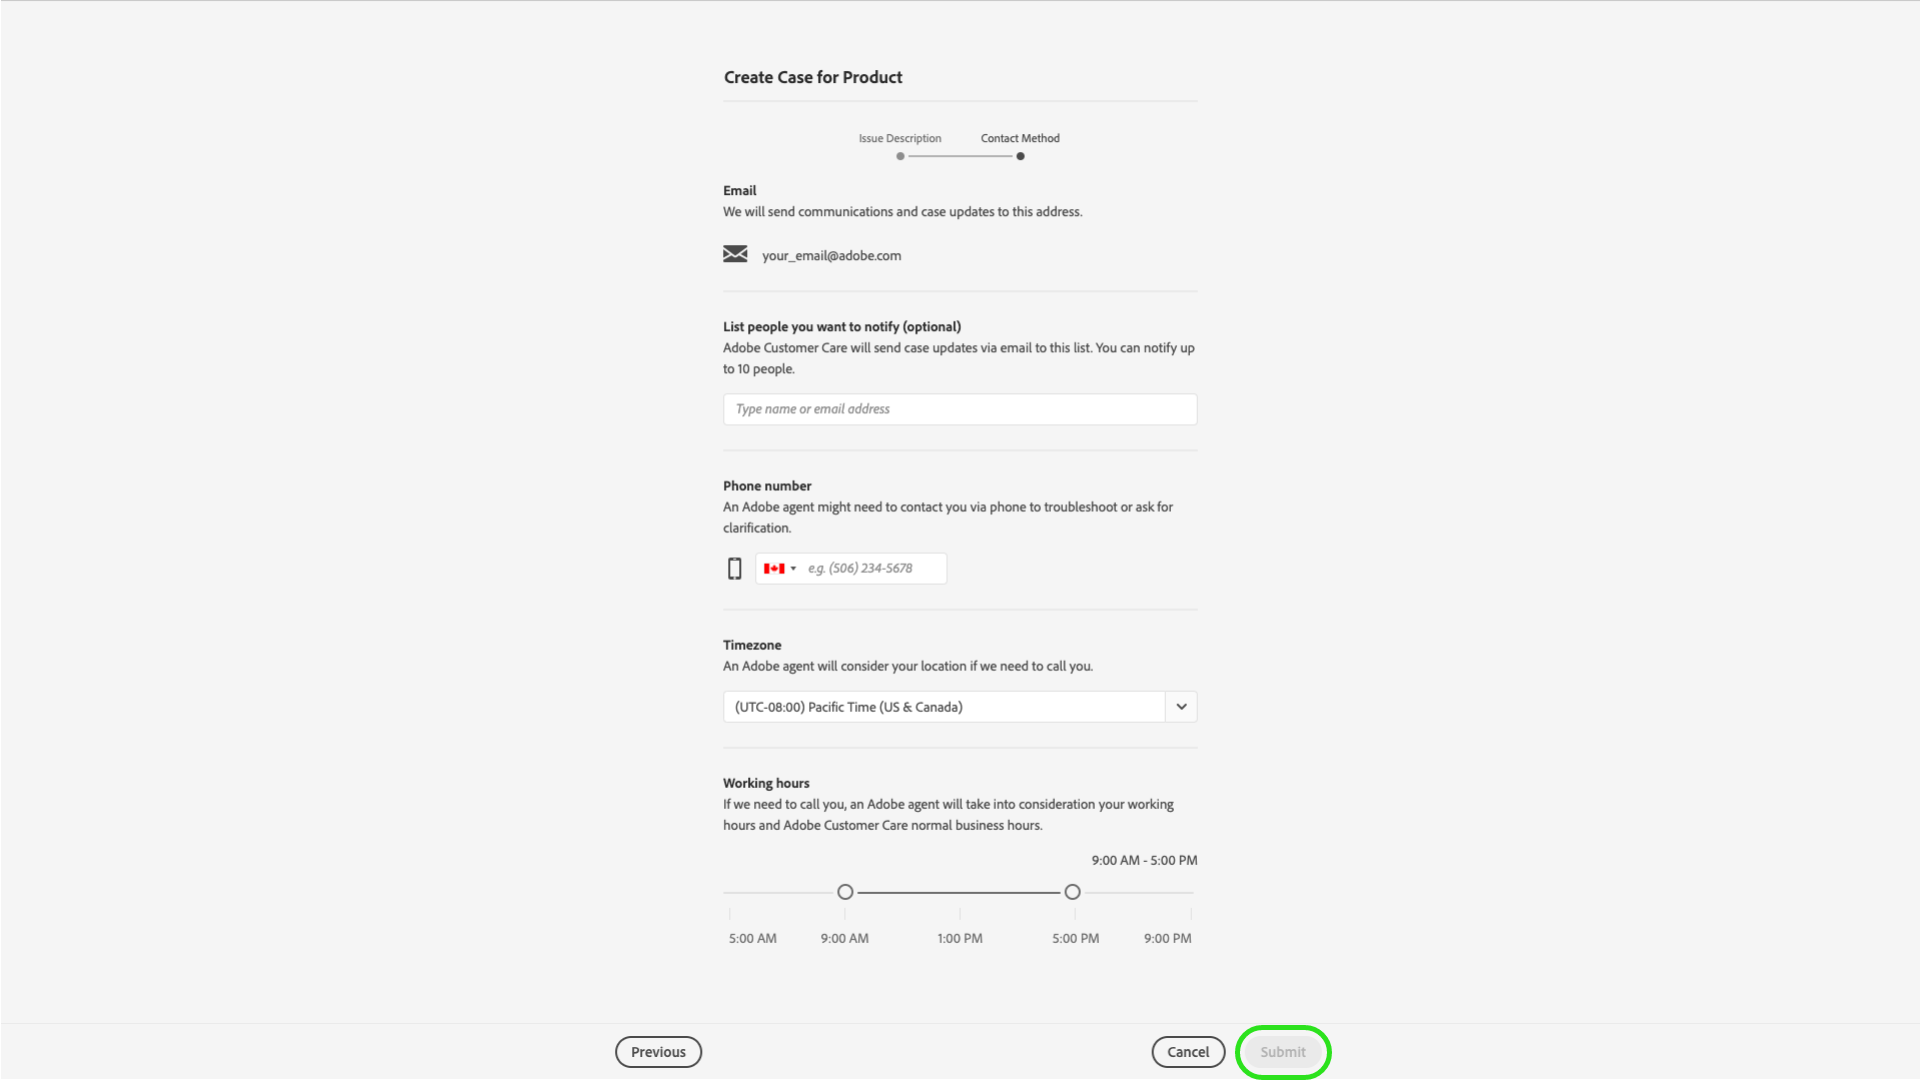 Create Case for Product
Issue Description
Contact Method
Email
We will send communications and case updates to this address.
your_email@adobe.com
List people you want to notify (optional)
Adobe Customer Care will send case updates via email to this list. You can notify up
to 10 people.
Type name or email address
Phone number
An Adobe agent might need to contact you via phone to troubleshoot or ask for
clarification.
e.g. (506) 234-5678
Timezone
An Adobe agent will consider your location if we need to call you.
(UTC-08:00) Pacific Time (US & Canada)
Working hours
If we need to call you, an Adobe agent will take into consideration your working
hours and Adobe Customer Care normal business hours.
9:00 AM - 5:00 PM
5:00 AM
9:00 AM
1:00 PM
5:00 PM
9:00 PM
Previous
Cancel
Submit